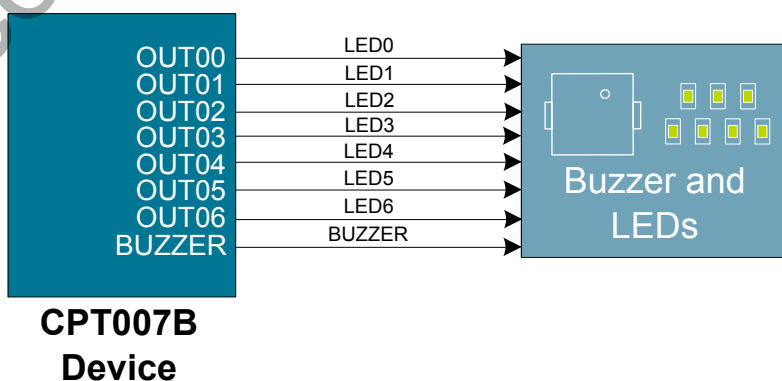 OUT00
OUT01
OUT02
OUT03
OUT04
OUT05
OUT06
BUZZER
LED0
LED1
LED2
LED3
LED4
LED5
LED6
BUZZER
Buzzer and
LEDs
CPT007B
Device